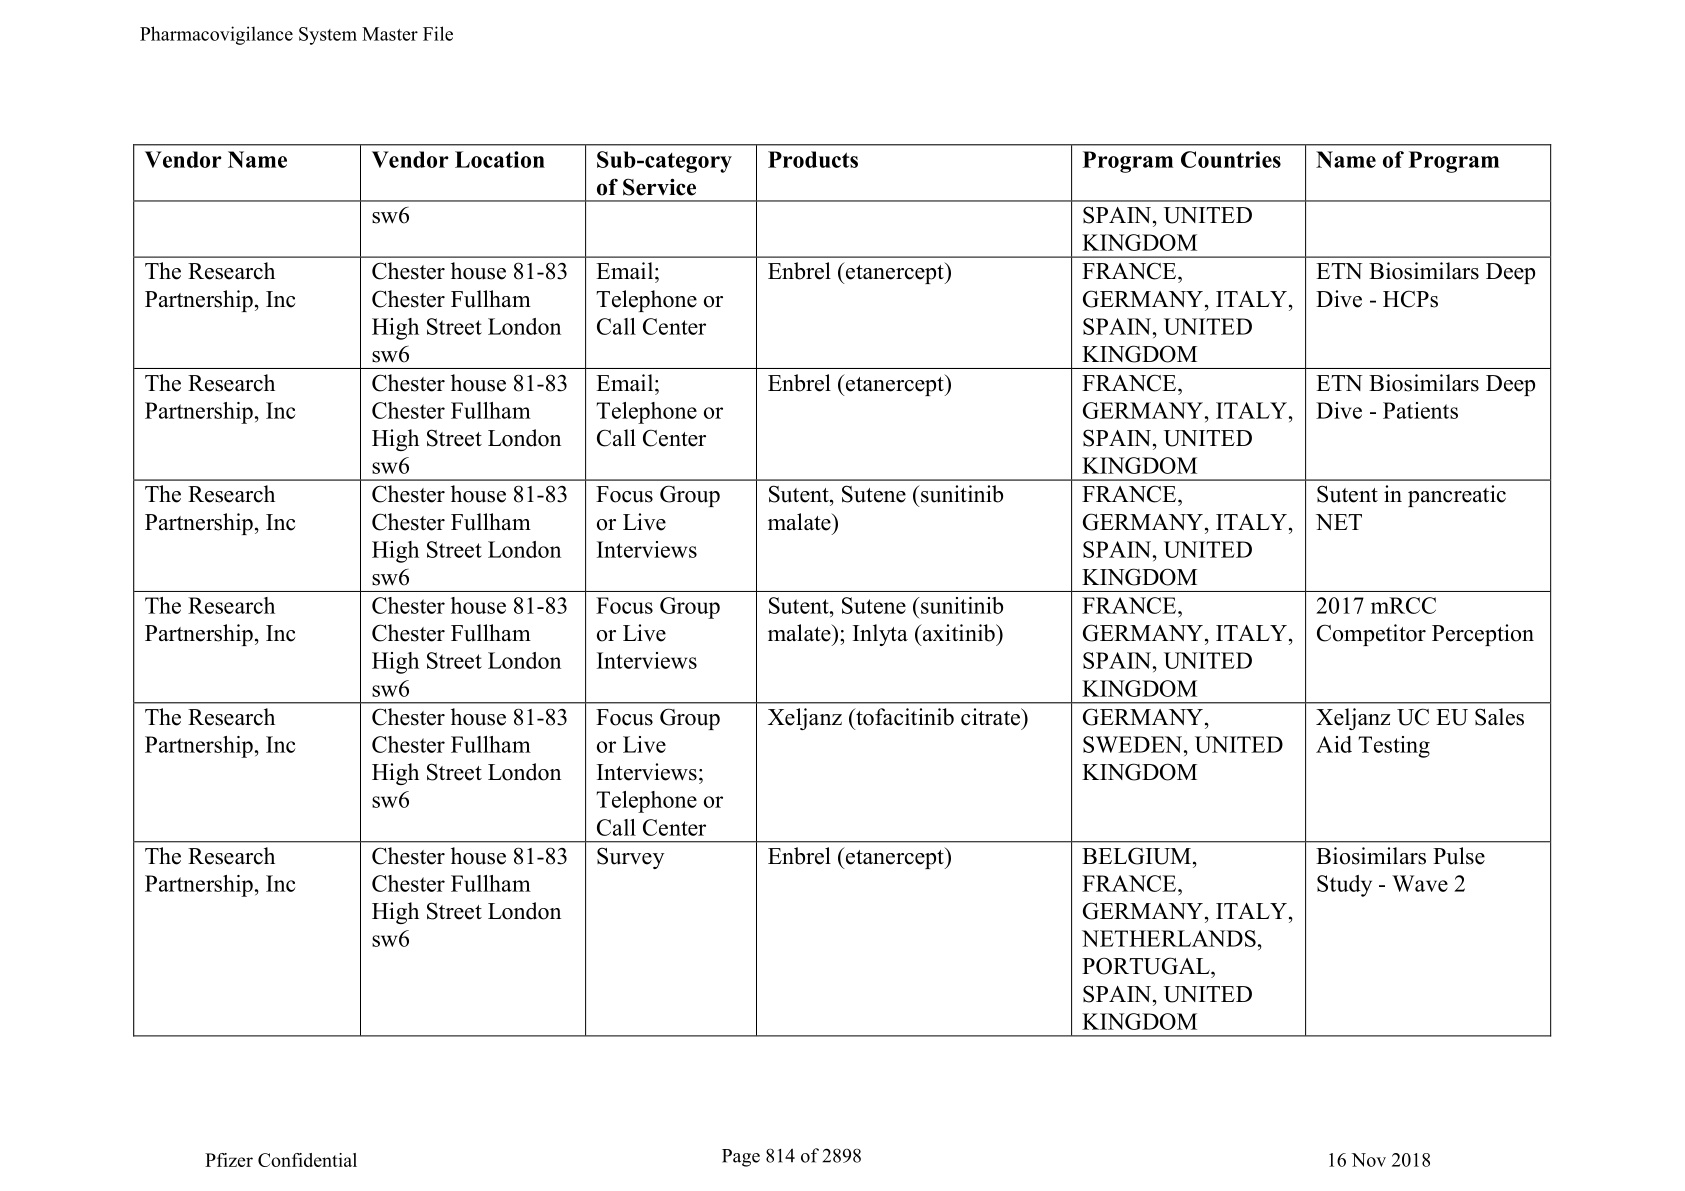 Pharmacovigilance System Master File
Vendor Name
Vendor Location
Sub-category
of Service
Products
Program Countries
Name of Program
sw6
SPAIN, UNITED
KINGDOM
The Research
Partnership, Inc
Chester house 81-83
Chester Fullham
High Street London
sw6
Email;
Telephone or
Call Center
Enbrel (etanercept)
FRANCE,
GERMANY, ITALY,
SPAIN, UNITED
KINGDOM
ETN Biosimilars Deep
Dive - HCPs
The Research
Partnership, Inc
Chester house 81-83
Chester Fullham
High Street London
sw6
Email;
Telephone or
Call Center
Enbrel (etanercept)
FRANCE,
GERMANY, ITALY,
SPAIN, UNITED
KINGDOM
ETN Biosimilars Deep
Dive - Patients
The Research
Partnership, Inc
Chester house 81-83
Chester Fullham
High Street London
sw6
Focus Group
or Live
Interviews
Sutent, Sutene (sunitinib
malate)
FRANCE,
GERMANY, ITALY,
SPAIN, UNITED
KINGDOM
Sutent in pancreatic
NET
The Research
Partnership, Inc
Chester house 81-83
Chester Fullham
High Street London
sw6
Focus Group
or Live
Interviews
Sutent, Sutene (sunitinib
malate); Inlyta (axitinib)
FRANCE,
GERMANY, ITALY,
SPAIN, UNITED
KINGDOM
2017 mRCC
Competitor Perception
The Research
Partnership, Inc
Chester house 81-83
Chester Fullham
High Street London
sw6
Focus Group
or Live
Interviews;
Telephone or
Call Center
Xeljanz (tofacitinib citrate)
GERMANY,
SWEDEN, UNITED
KINGDOM
Xeljanz UC EU Sales
Aid Testing
The Research
Partnership, Inc
Chester house 81-83
Chester Fullham
High Street London
sw6
Survey
Enbrel (etanercept)
BELGIUM,
FRANCE,
GERMANY, ITALY,
NETHERLANDS,
PORTUGAL,
SPAIN, UNITED
KINGDOM
Biosimilars Pulse
Study - Wave 2
Pfizer Confidential
Page 814 of 2898
16 Nov 2018